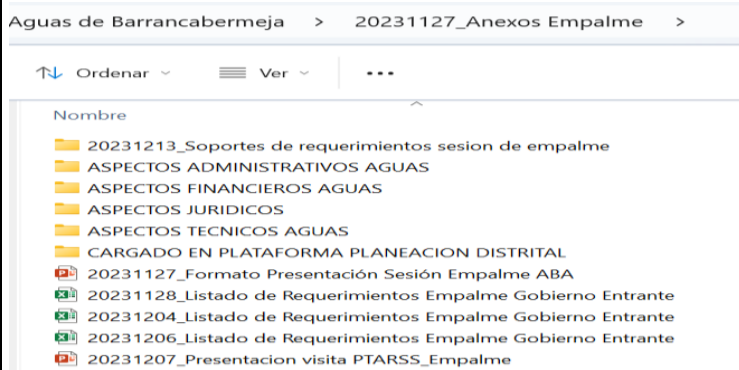 Aguas de Barrancabermeja > 20231127_Anexos Empalme >
Ordenar Ver ...
Nombre
20231213_Soportes de requerimientos sesion de empalme
ASPECTOS ADMINISTRATIVOS AGUAS
ASPECTOS FINANCIEROS AGUAS
ASPECTOS JURIDICOS
ASPECTOS TECNICOS AGUAS
CARGADO EN PLATAFORMA PLANEACION DISTRITAL
20231127_Formato Presentación Sesión Empalme ABA
20231128_Listado de Requerimientos Empalme Gobierno Entrante
20231204_Listado de Requerimientos Empalme Gobierno Entrante
20231206_Listado de Requerimientos Empalme Gobierno Entrante
20231207_Presentacion visita PTARSS_Empalme